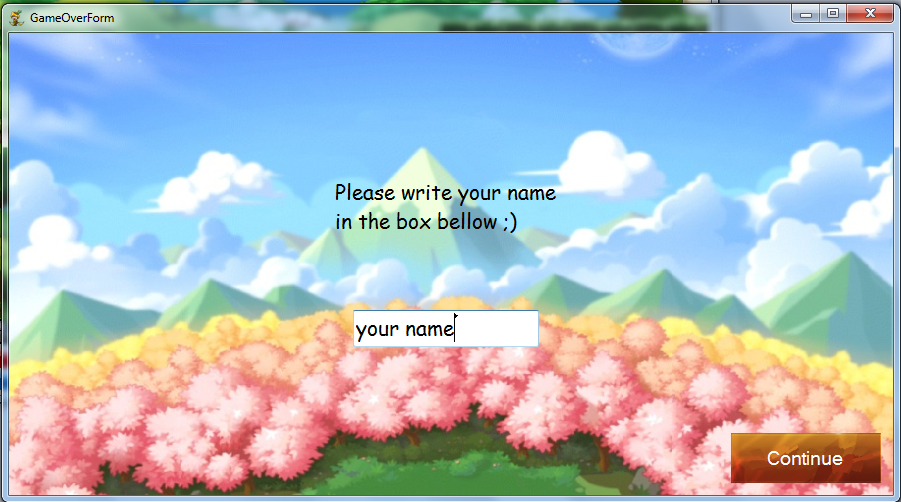 GameOverForm
Please write your name
in the box bellow ;)
your name
Continue